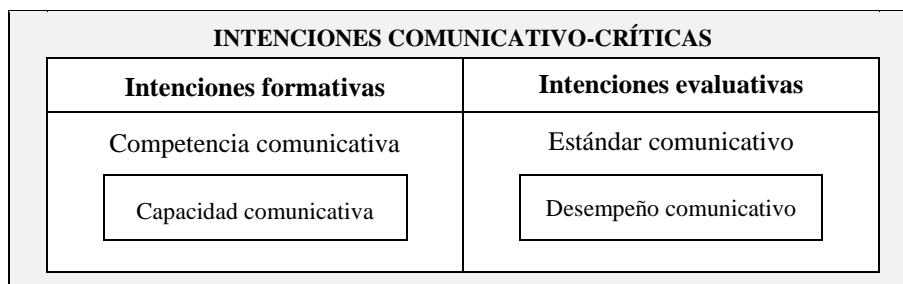 INTENCIONES COMUNICATIVO-CRÍTICAS
Intenciones formativas
Intenciones evaluativas
Competencia comunicativa
Estándar comunicativo
Capacidad comunicativa
Desempeño comunicativo